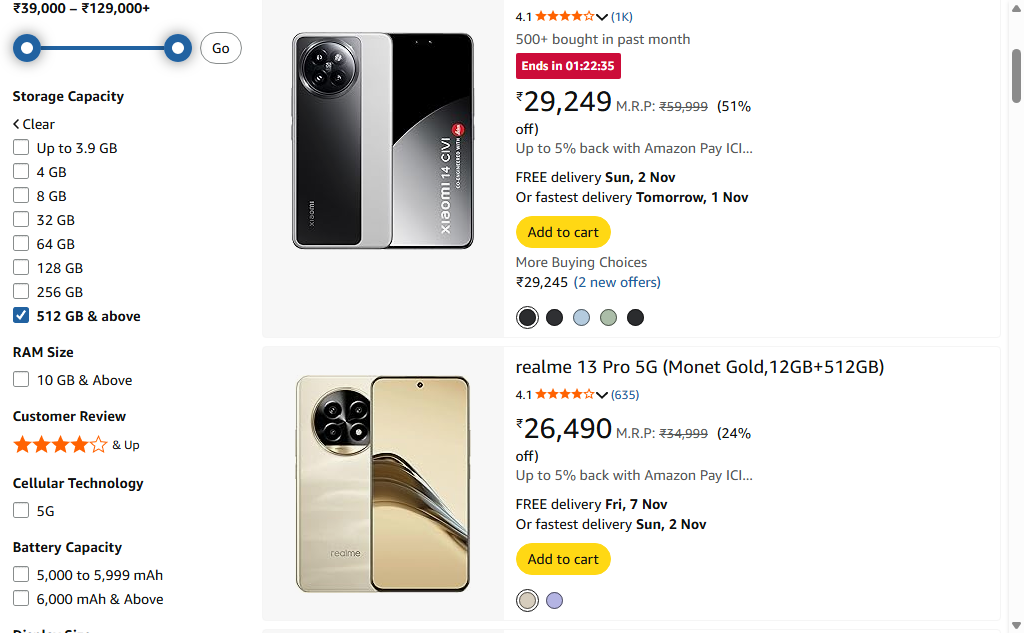 ₹39,000 – ₹129,000+
Go
Storage Capacity
Clear
Up to 3.9 GB
4 GB
8 GB
32 GB
64 GB
128 GB
256 GB
512 GB & above
RAM Size
10 GB & Above
Customer Review
& Up
Cellular Technology
5G
Battery Capacity
5,000 to 5,999 mAh
6,000 mAh & Above
Display Size
xiaomi
XIAOMI 14 CIVI
CO-ENGINEERED WITH
4.1 (1K)
500+ bought in past month
Ends in 01:22:35
₹29,249 M.R.P: ₹59,999 (51%
off)
Up to 5% back with Amazon Pay ICI…
FREE delivery Sun, 2 Nov
Or fastest delivery Tomorrow, 1 Nov
Add to cart
More Buying Choices
₹29,245 (2 new offers)
realme
realme 13 Pro 5G (Monet Gold,12GB+512GB)
4.1 (635)
₹26,490 M.R.P: ₹34,999 (24%
off)
Up to 5% back with Amazon Pay ICI…
FREE delivery Fri, 7 Nov
Or fastest delivery Sun, 2 Nov
Add to cart